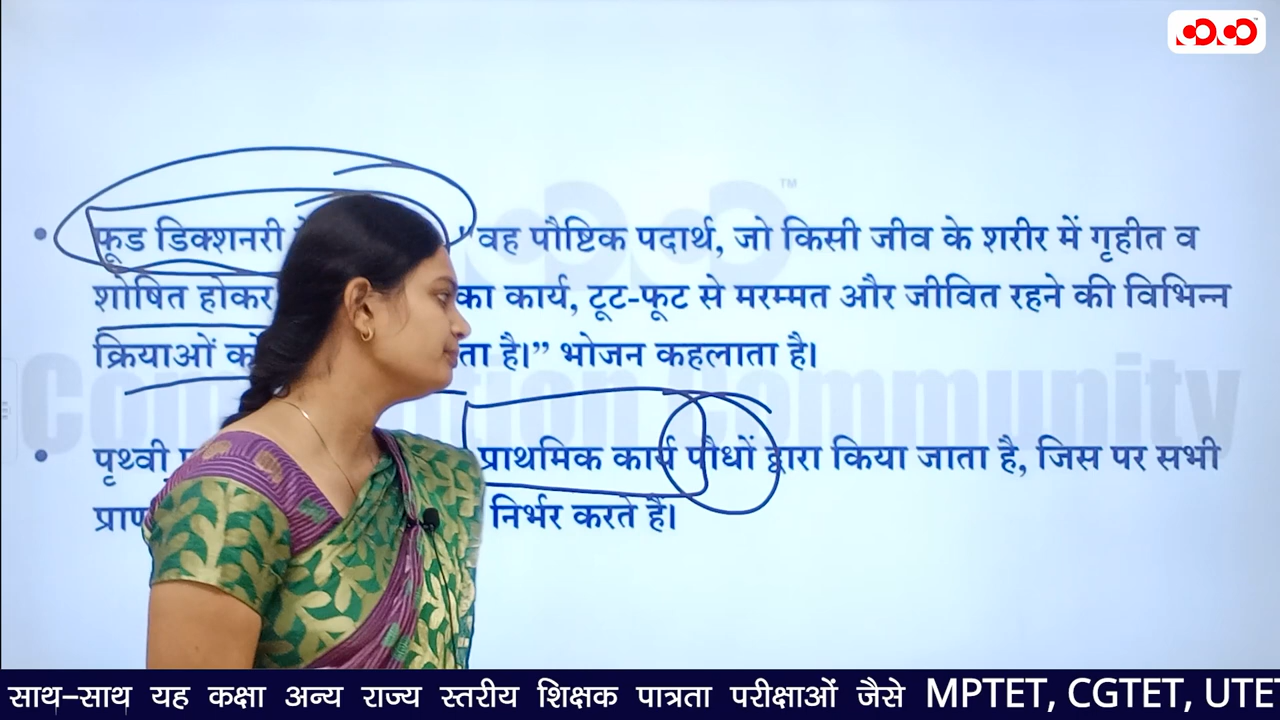 फूड डिक्शनरी वह पौष्टिक पदार्थ, जो किसी जीव के शरीर में गृहीत व
शोषित होकर का कार्य, टूट-फूट से मरम्मत और जीवित रहने की विभिन्न
क्रियाओं ता है।” भोजन कहलाता है।
पृथ्वी प्राथमिक कार्य पौधों द्वारा किया जाता है, जिस पर सभी
निर्भर करते हैं।
Community
साथ–साथ यह कक्षा अन्य राज्य स्तरीय शिक्षक पात्रता परीक्षाओं जैसे MPTET, CGTET, UTET